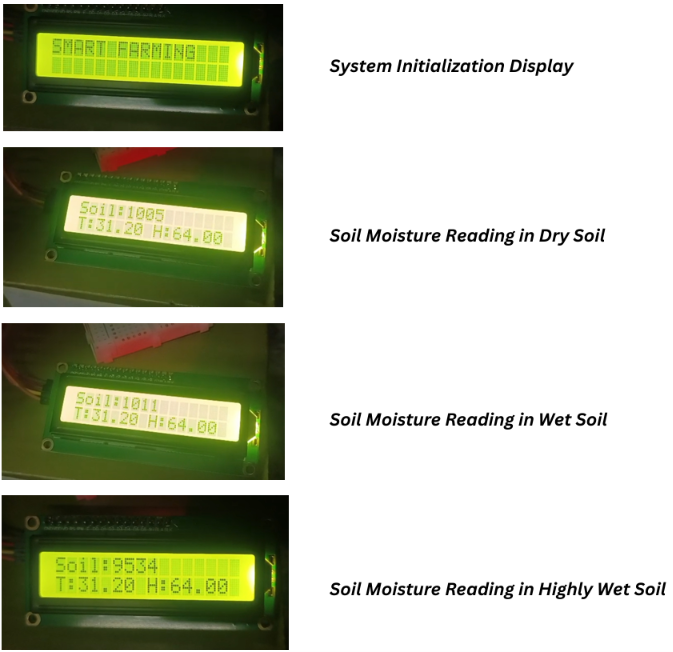 SMART FARMING
System Initialization Display
Soil:1005
T:31.20 H:64.00
Soil Moisture Reading in Dry Soil
Soil:1011
T:31.20 H:64.00
Soil Moisture Reading in Wet Soil
Soil:9534
T:31.20 H:64.00
Soil Moisture Reading in Highly Wet Soil